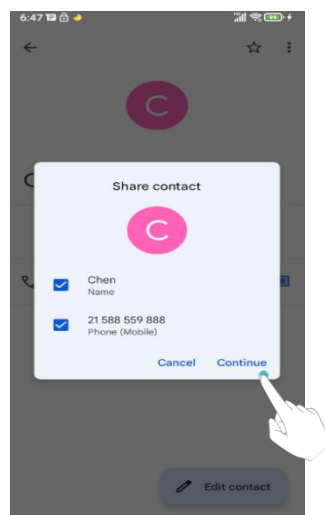 6:47
C
C
Share contact
C
Chen
Name
21 588 559 888
Phone (Mobile)
Cancel Continue
Edit contact